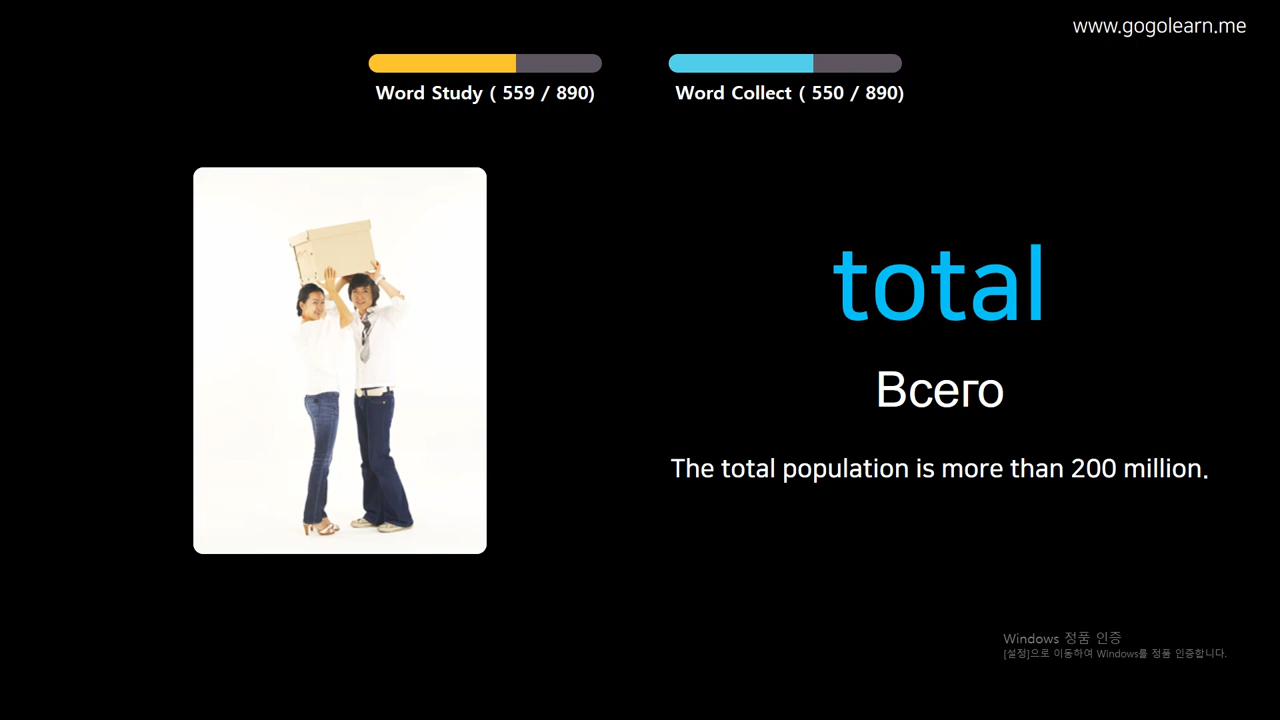 www.gogolearn.me
Word Study ( 559 / 890)
Word Collect ( 550 / 890)
total
Всего
The total population is more than 200 million.
Windows 정품 인증
[설정]으로 이동하여 Windows를 정품 인증합니다.